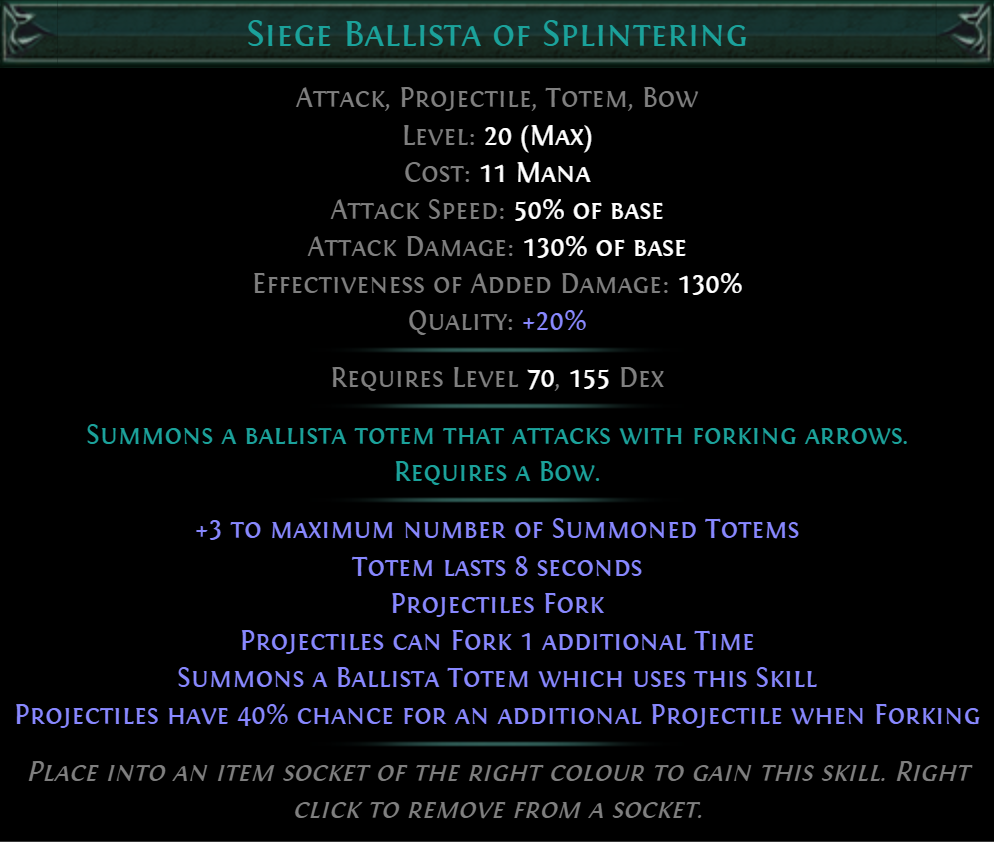 Siege Ballista of Splintering
Attack, Projectile, Totem, Bow
Level: 20 (Max)
Cost: 11 Mana
Attack Speed: 50% of base
Attack Damage: 130% of base
Effectiveness of Added Damage: 130%
Quality: +20%
Requires Level 70, 155 Dex
Summons a ballista totem that attacks with forking arrows.
Requires a Bow.
+3 to maximum number of Summoned Totems
Totem lasts 8 seconds
Projectiles Fork
Projectiles can Fork 1 additional Time
Summons a Ballista Totem which uses this Skill
Projectiles have 40% chance for an additional Projectile when Forking
Place into an item socket of the right colour to gain this skill. Right
click to remove from a socket.